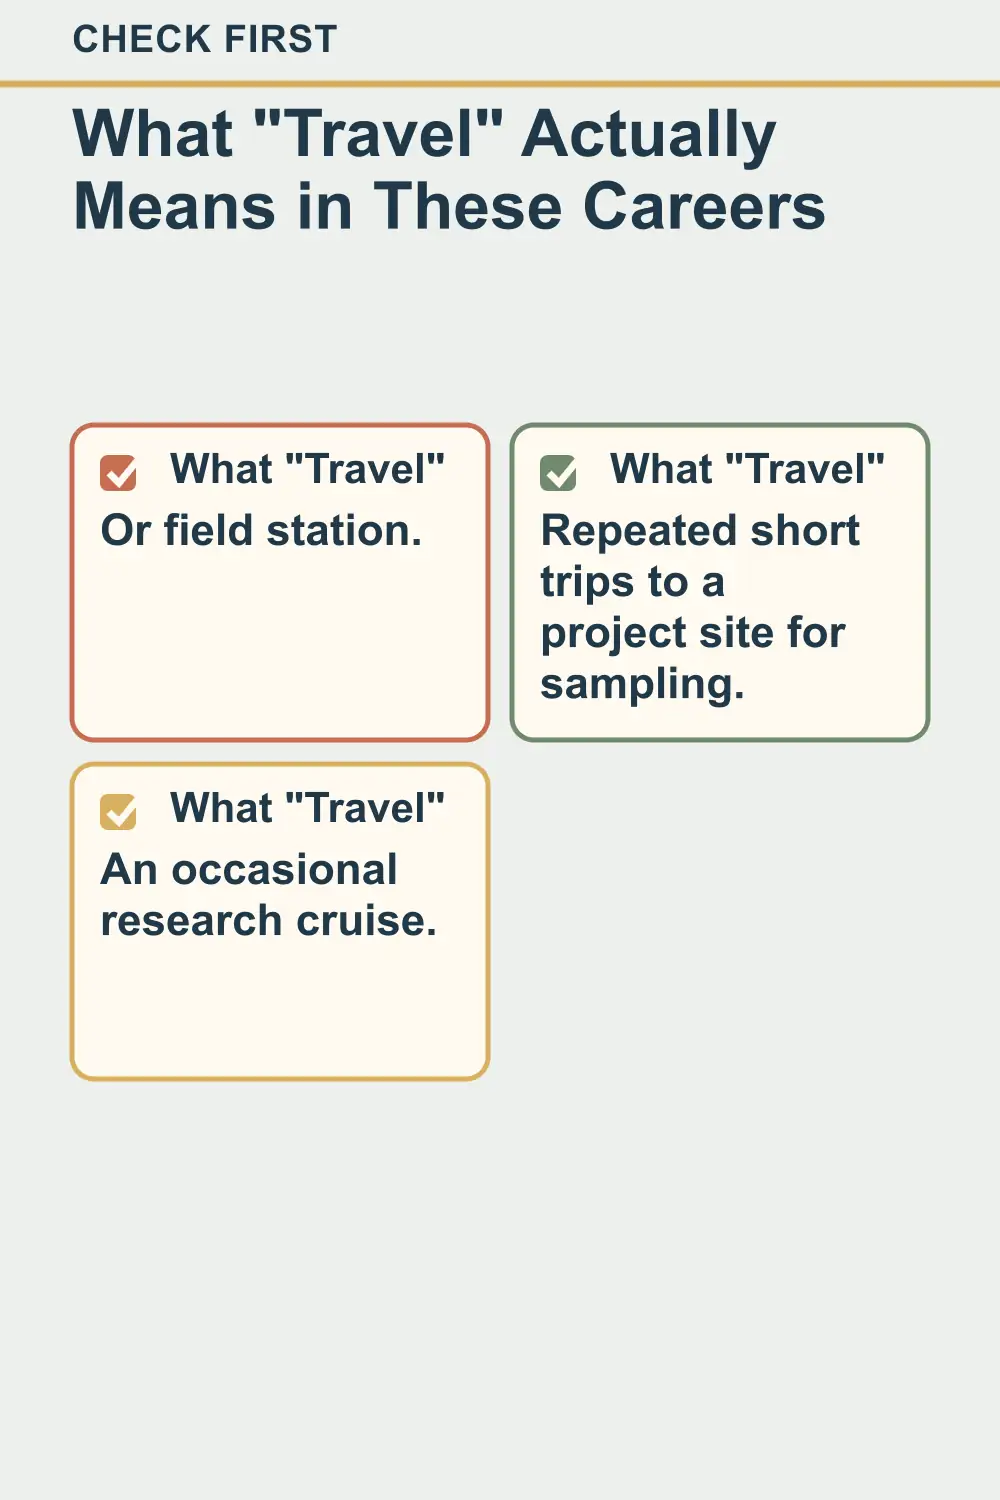 CHECK FIRST
What "Travel" Actually
Means in These Careers
What "Travel"
Or field station.
What "Travel"
Repeated short
trips to a
project site for
sampling.
What "Travel"
An occasional
research cruise.